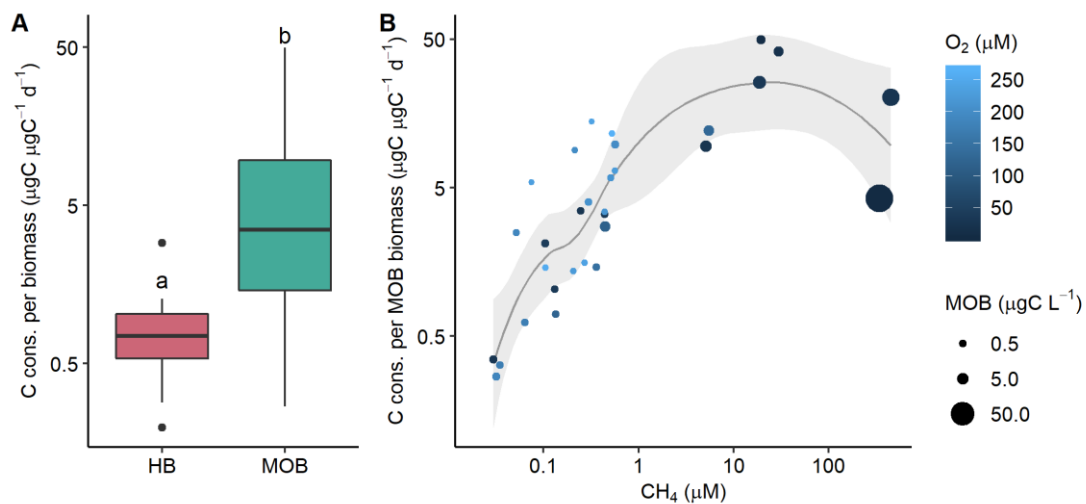 A
C cons. per biomass (µgC µgC⁻¹ d⁻¹)
50
5
0.5
a
b
HB
MOB
B
C cons. per MOB biomass (µgC µgC⁻¹ d⁻¹)
50
5
0.5
0.1
1
10
100
CH₄ (µM)
O₂ (µM)
250
200
150
100
50
MOB (µgC L⁻¹)
0.5
5.0
50.0